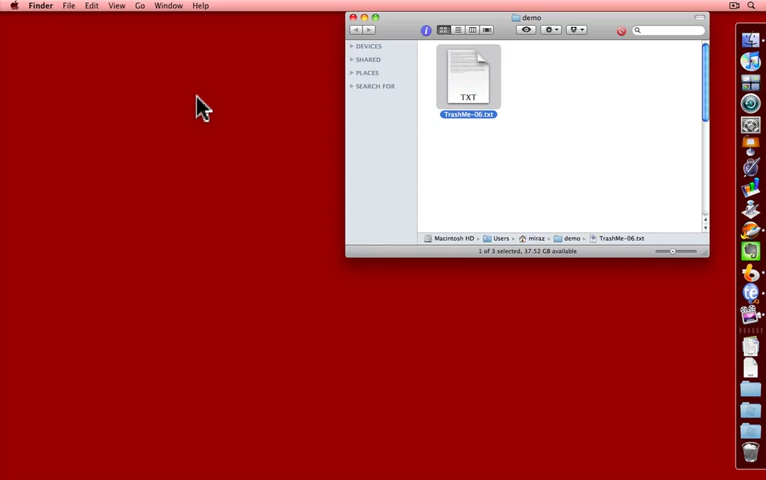 Finder File Edit View Go Window Help
demo
DEVICES
SHARED
PLACES
SEARCH FOR
TXT
TrashMe-06.txt
Macintosh HD Users miraz demo TrashMe-06.txt
1 of 3 selected, 37.52 GB available